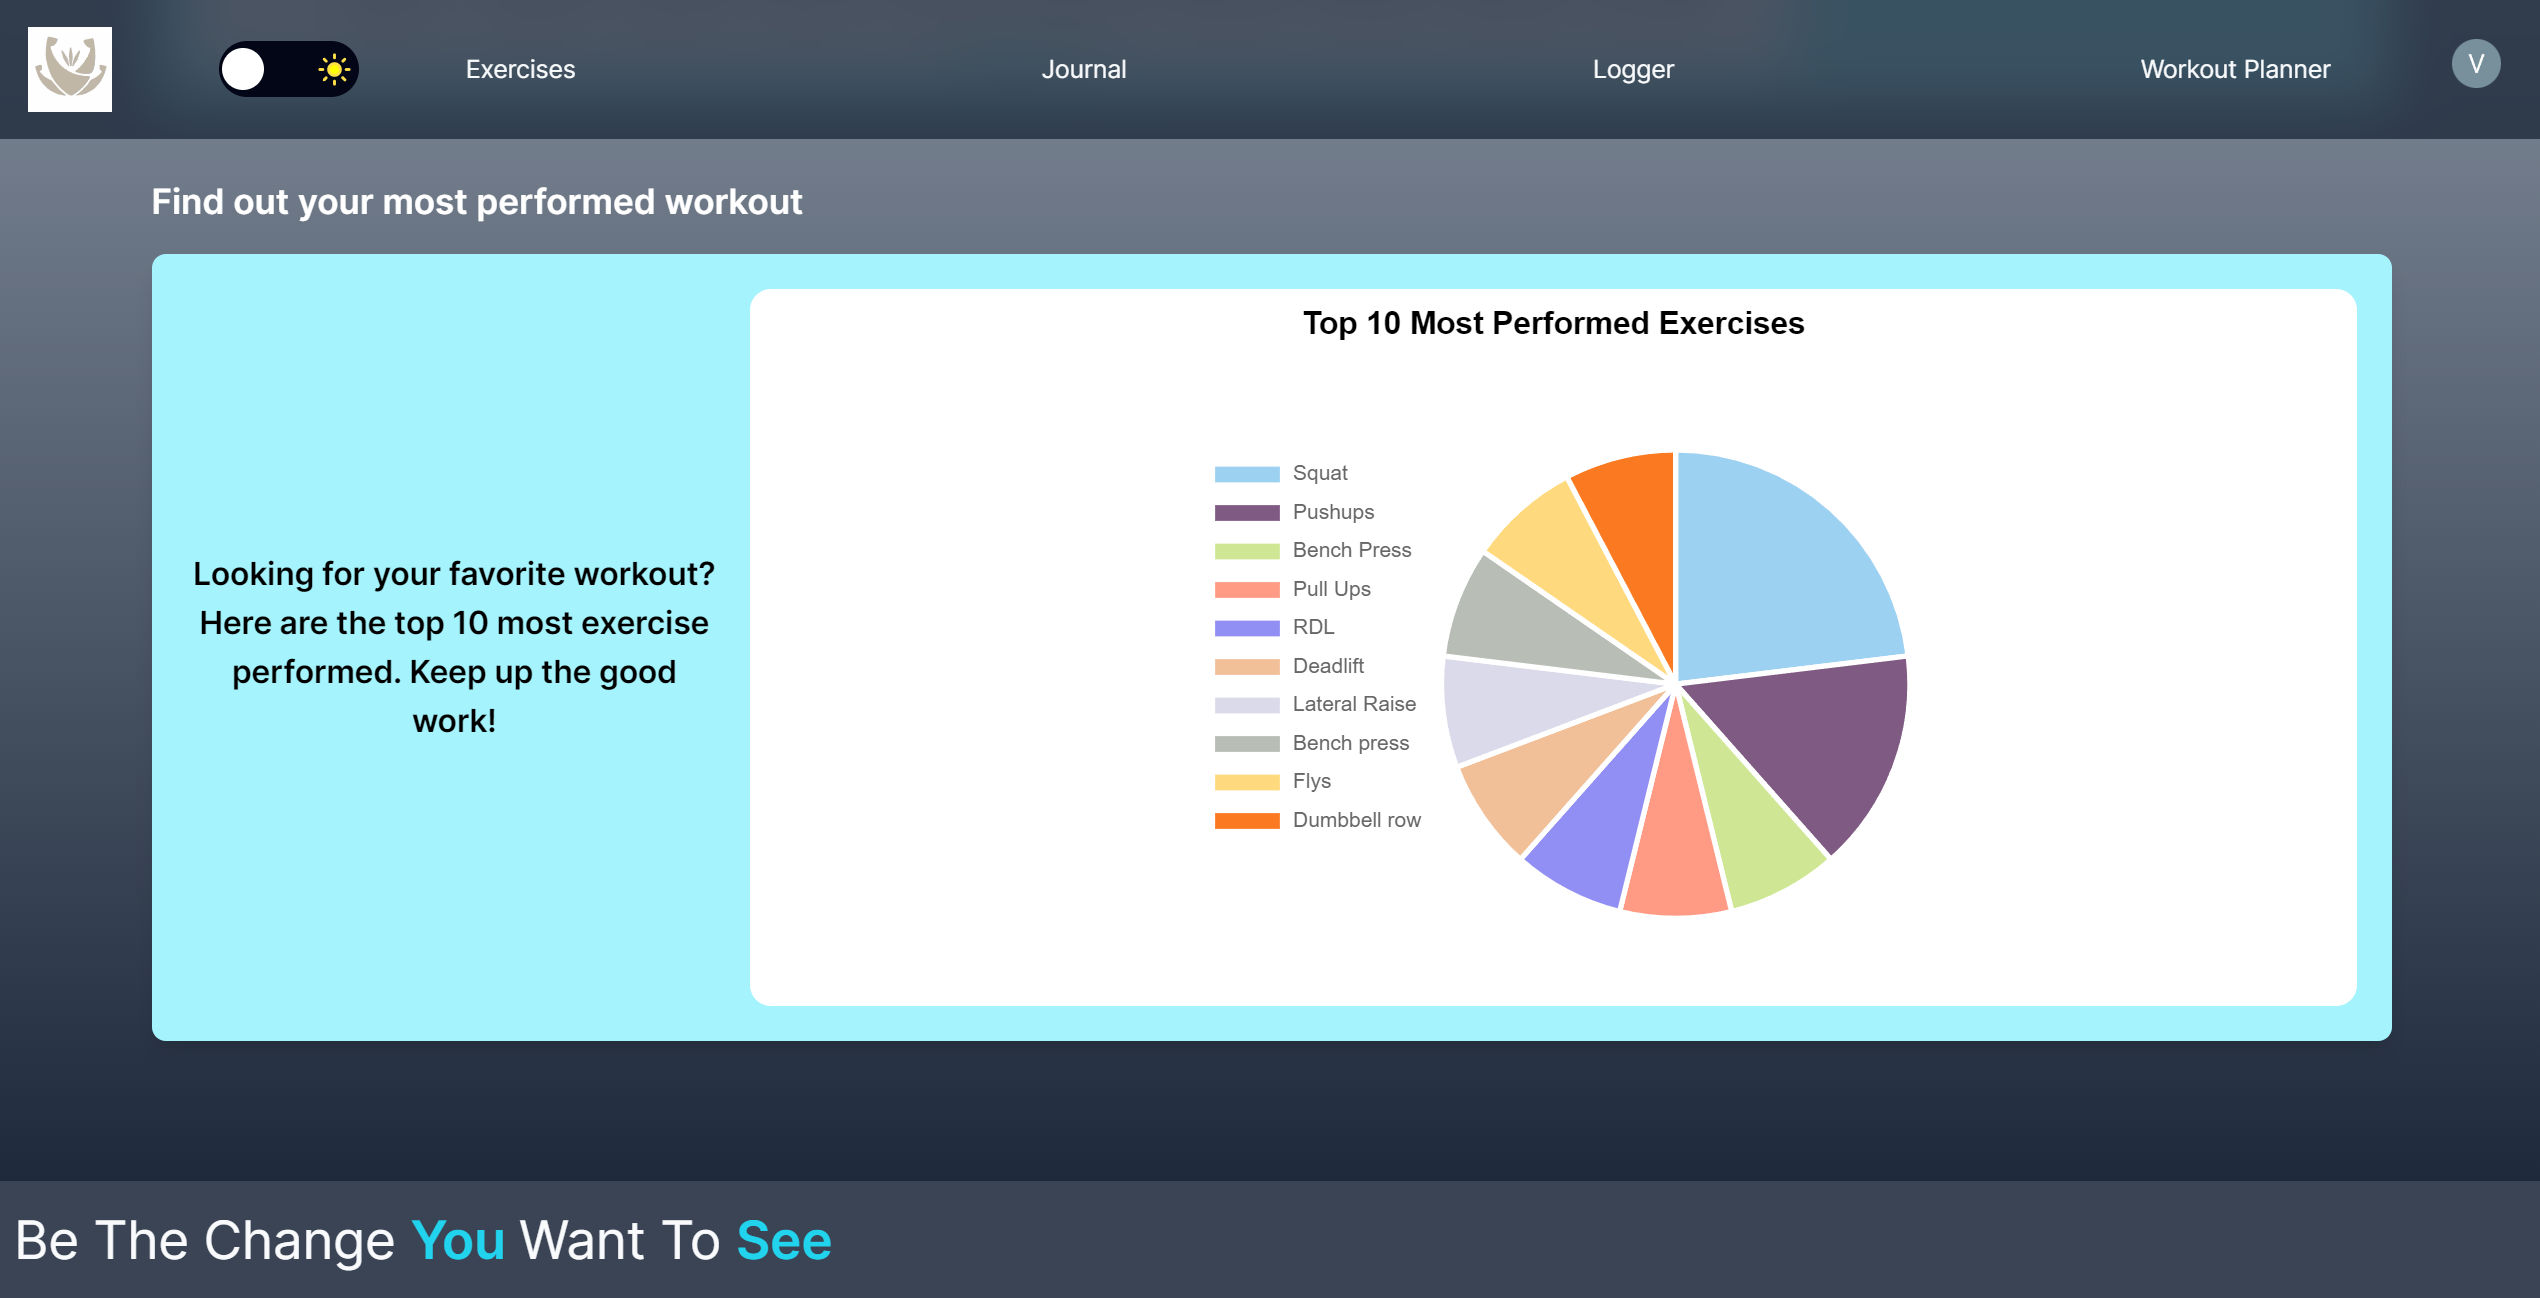 Exercises
Journal
Logger
Workout Planner
V
Find out your most performed workout
Looking for your favorite workout?
Here are the top 10 most exercise
performed. Keep up the good
work!
Top 10 Most Performed Exercises
Squat
Pushups
Bench Press
Pull Ups
RDL
Deadlift
Lateral Raise
Bench press
Flys
Dumbbell row
Be The Change You Want To See